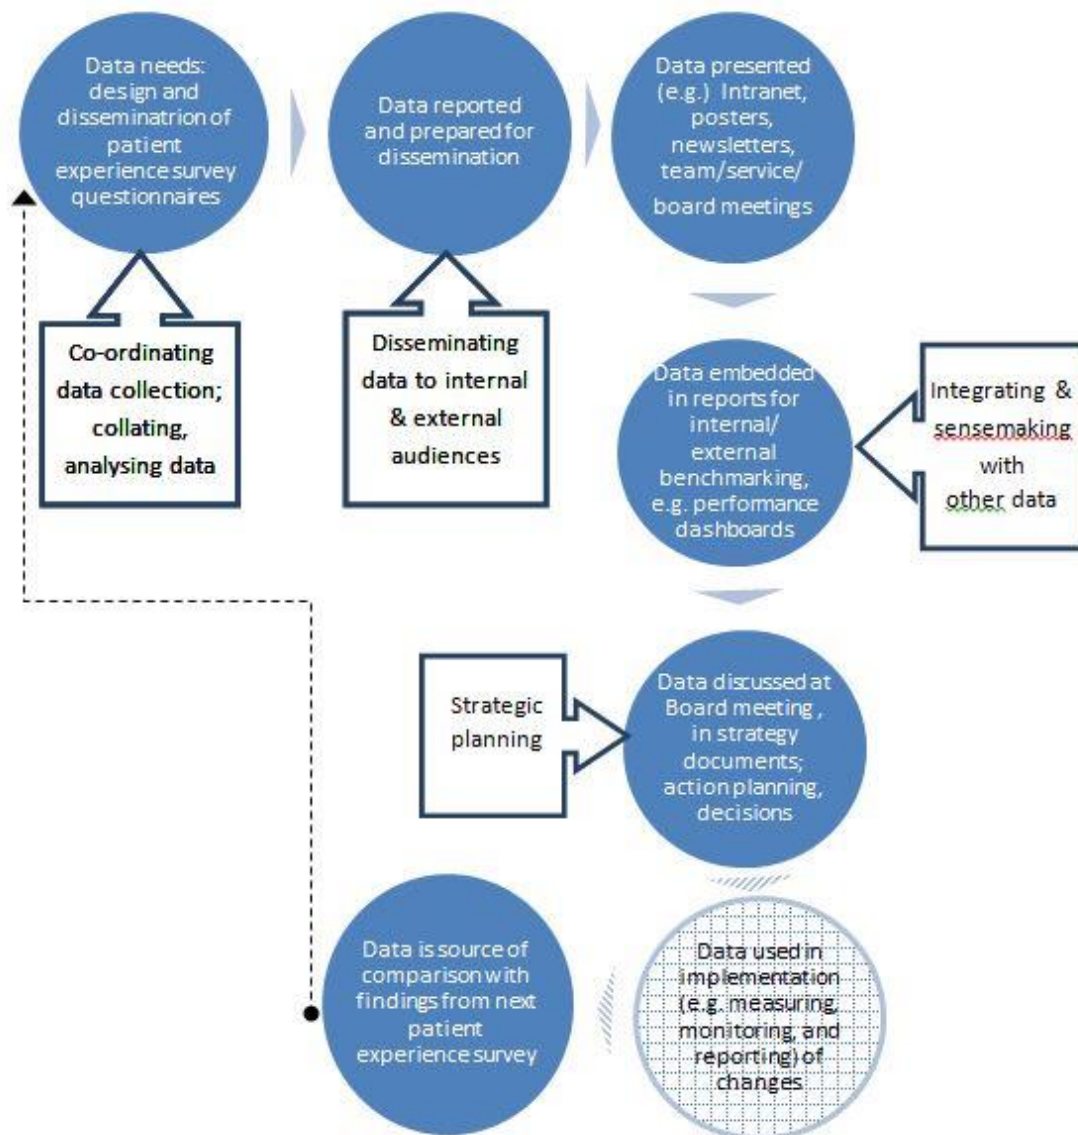 Data needs:
design and
disseminatrion of
patient
experience survey
questionnaires
Data reported
and prepared for
dissemination
Data presented
(e.g.) Intranet,
posters,
newsletters,
team/service/
board meetings
Co-ordinating
data collection;
collating,
analysing data
Disseminating
data to internal
& external
audiences
Data embedded
in reports for
internal/
external
benchmarking,
e.g. performance
dashboards
Integrating &
sensemaking
with
other data
Strategic
planning
Data discussed at
Board meeting ,
in strategy
documents;
action planning,
decisions
Data is source of
comparison with
findings from next
patient
experience survey
Data used in
implementation
(e.g. measuring,
monitoring, and
reporting) of
changes